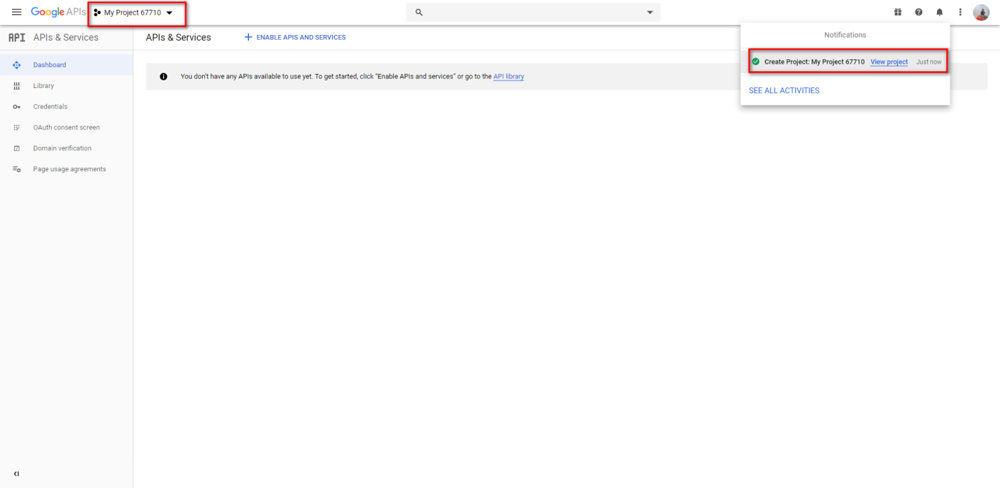 Google APIs My Project 67710
API APIs & Services
APIs & Services
ENABLE APIS AND SERVICES
Dashboard
Library
Credentials
OAuth consent screen
Domain verification
Page usage agreements
You don't have any APIs available to use yet. To get started, click "Enable APIs and services" or go to the API library
Notifications
Create Project: My Project 67710 View project Just now
SEE ALL ACTIVITIES